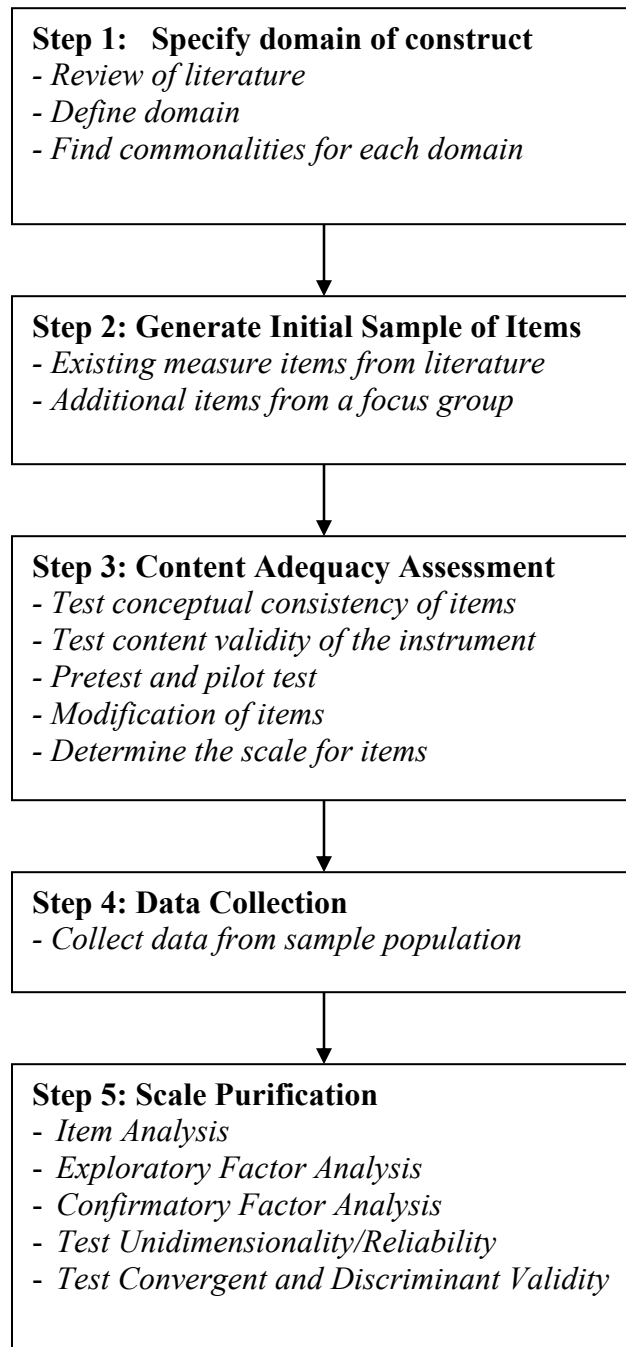 Step 1: Specify domain of construct
- Review of literature
- Define domain
- Find commonalities for each domain
Step 2: Generate Initial Sample of Items
- Existing measure items from literature
- Additional items from a focus group
Step 3: Content Adequacy Assessment
- Test conceptual consistency of items
- Test content validity of the instrument
- Pretest and pilot test
- Modification of items
- Determine the scale for items
Step 4: Data Collection
- Collect data from sample population
Step 5: Scale Purification
- Item Analysis
- Exploratory Factor Analysis
- Confirmatory Factor Analysis
- Test Unidimensionality/Reliability
- Test Convergent and Discriminant Validity